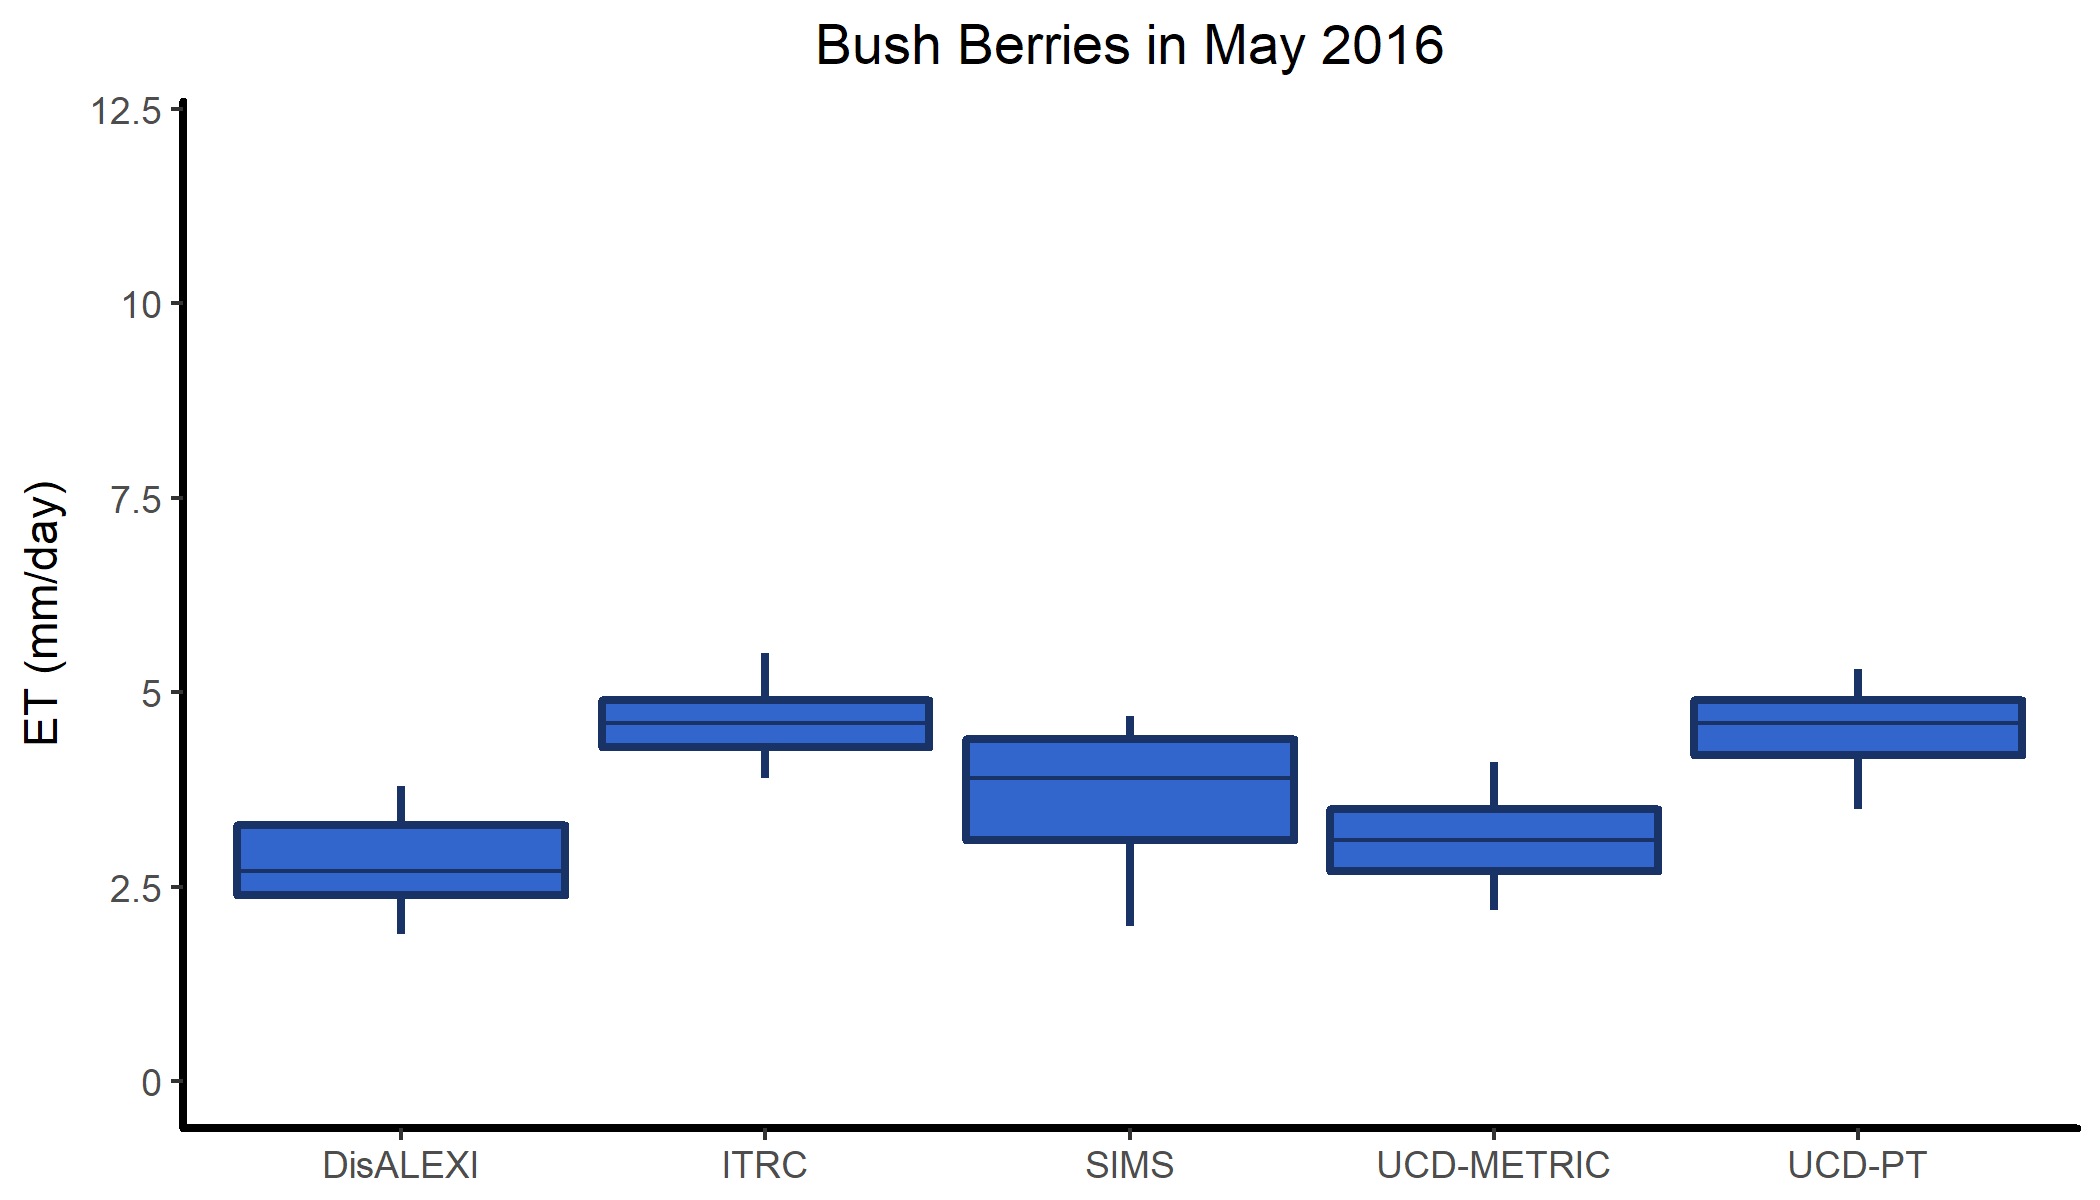 Bush Berries in May 2016
12.5
10
7.5
5
2.5
0
ET (mm/day)
DisALEXI ITRC SIMS UCD-METRIC UCD-PT